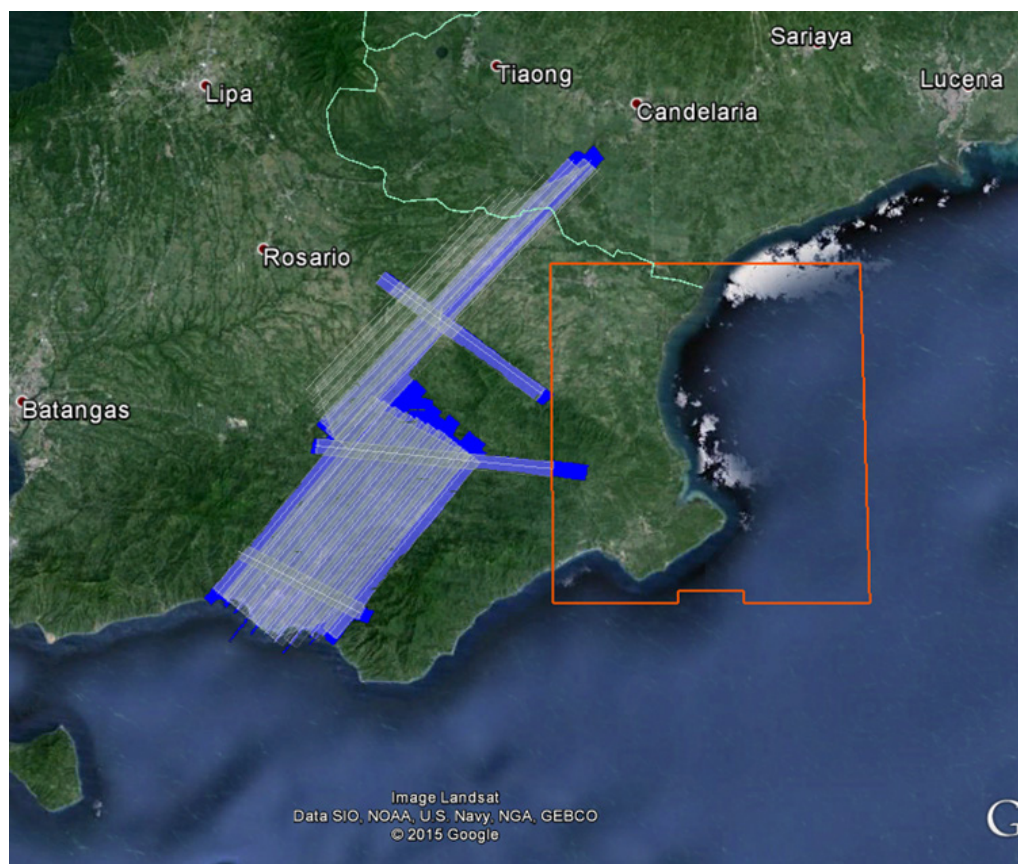 Sariaya
Tiaong
Lucena
Lipa
Candelaria
Rosario
Batangas
Image Landsat
Data SIO, NOAA, U.S. Navy, NGA, GEBCO
© 2015 Google
G